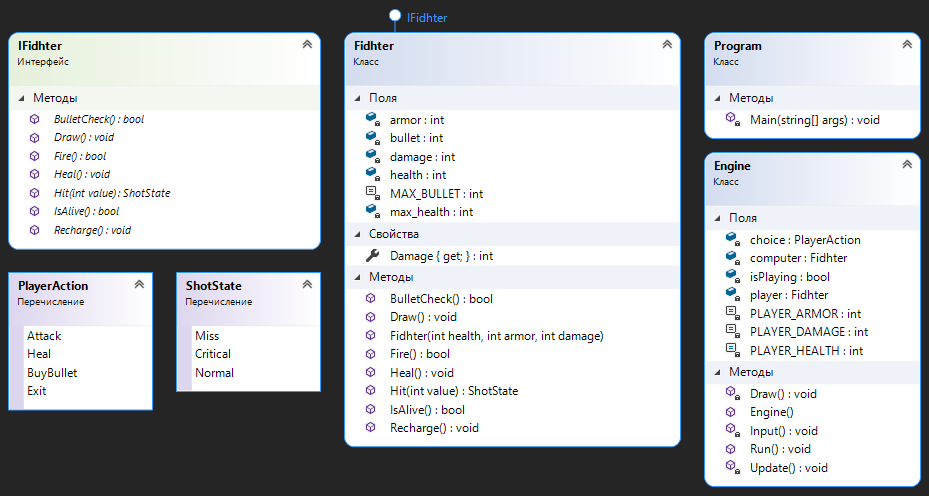 IFidhter
IFidhter
Интерфейс
Методы
BulletCheck() : bool
Draw() : void
Fire() : bool
Heal() : void
Hit(int value) : ShotState
IsAlive() : bool
Recharge() : void
PlayerAction
Перечисление
Attack
Heal
BuyBullet
Exit
ShotState
Перечисление
Miss
Critical
Normal
Fidhter
Класс
Поля
armor : int
bullet : int
damage : int
health : int
MAX_BULLET : int
max_health : int
Свойства
Damage { get; } : int
Методы
BulletCheck() : bool
Draw() : void
Fidhter(int health, int armor, int damage)
Fire() : bool
Heal() : void
Hit(int value) : ShotState
IsAlive() : bool
Recharge() : void
Program
Класс
Методы
Main(string[] args) : void
Engine
Класс
Поля
choice : PlayerAction
computer : Fidhter
isPlaying : bool
player : Fidhter
PLAYER_ARMOR : int
PLAYER_DAMAGE : int
PLAYER_HEALTH : int
Методы
Draw() : void
Engine()
Input() : void
Run() : void
Update() : void